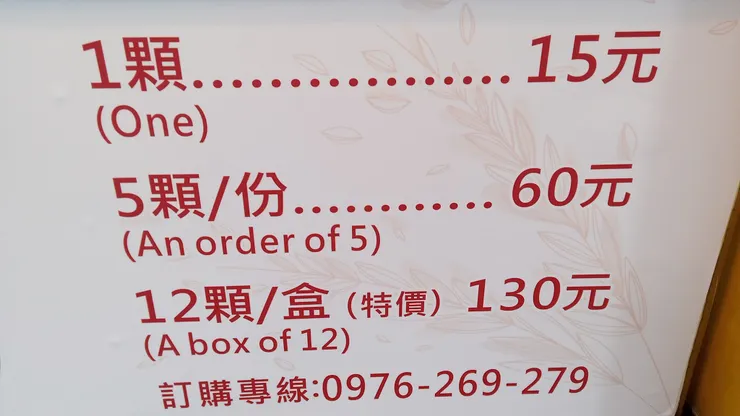 1顆.................15元
(One)
5顆/份............60元
(An order of 5)
12顆/盒 (特價) 130元
(A box of 12)
訂購專線:0976-269-279